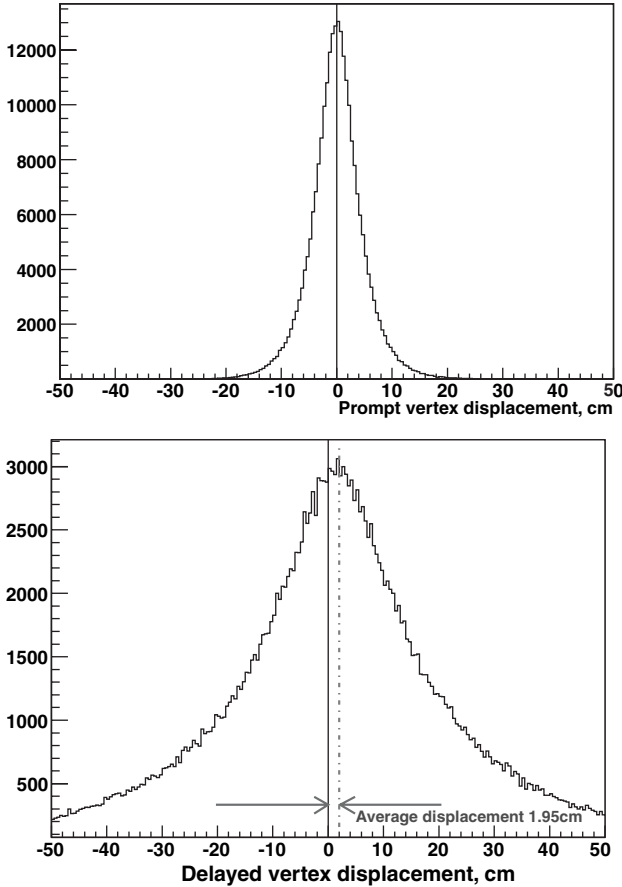 12000
10000
8000
6000
4000
2000
-50 -40 -30 -20 -10 0 10 20 30 40 50
Prompt vertex displacement, cm
3000
2500
2000
1500
1000
500
Average displacement 1.95cm
-50 -40 -30 -20 -10 0 10 20 30 40 50
Delayed vertex displacement, cm